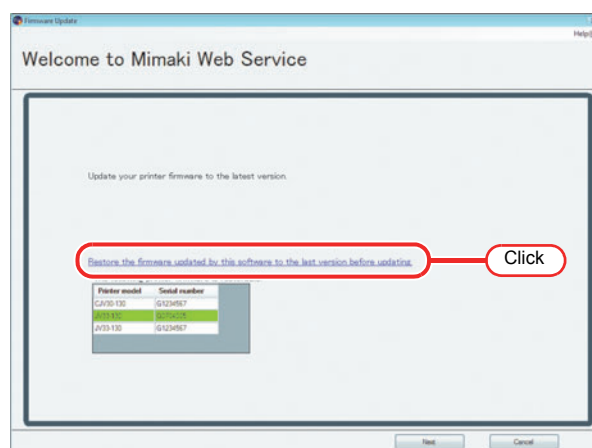 Firmware Update
Help
Welcome to Mimaki Web Service
Update your printer firmware to the latest version.
Restore the firmware updated by this software to the last version before updating.
Click
Printer model Serial number
CJV30-130 G1234567
JV33-130 G1234567
Next Cancel